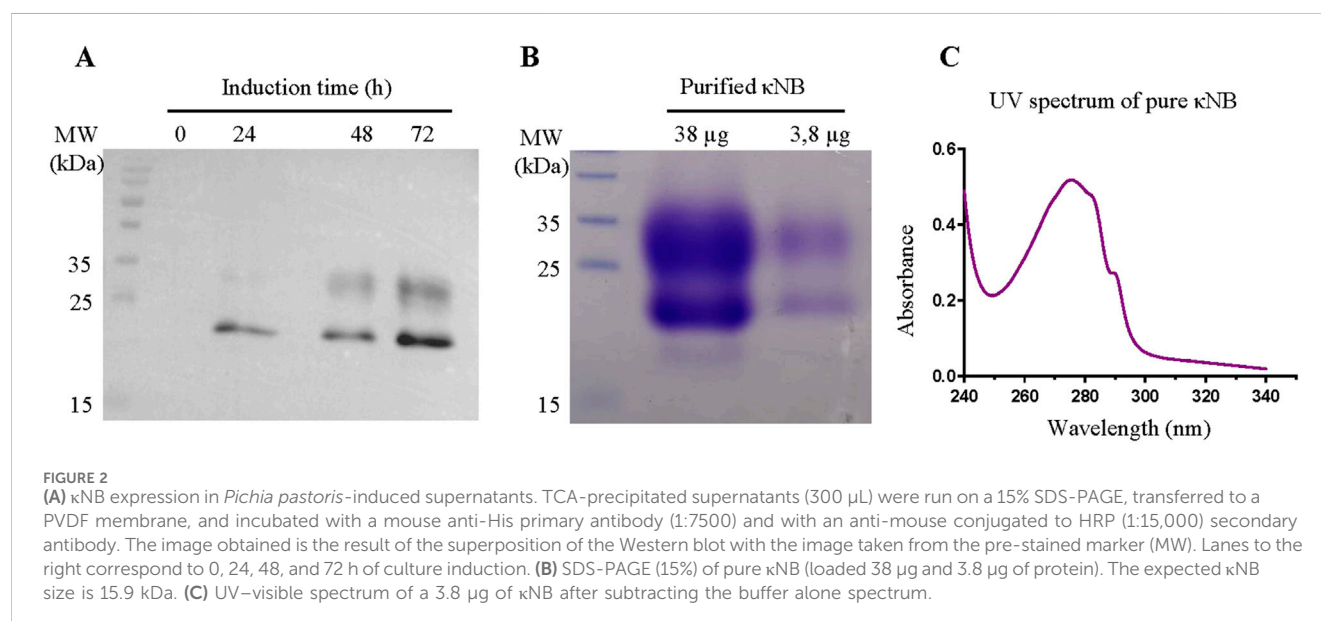 A
Induction time (h)
MW
(kDa)
0 24 48 72
35
25
15
B
Purified κNB
MW
(kDa)
38 µg 3,8 µg
35
25
15
C
UV spectrum of pure κNB
Absorbance
0.6
0.4
0.2
0.0
240 260 280 300 320 340
Wavelength (nm)
FIGURE 2
(A) κNB expression in Pichia pastoris-induced supernatants. TCA-precipitated supernatants (300 µL) were run on a 15% SDS-PAGE, transferred to a
PVDF membrane, and incubated with a mouse anti-His primary antibody (1:7500) and with an anti-mouse conjugated to HRP (1:15,000) secondary
antibody. The image obtained is the result of the superposition of the Western blot with the image taken from the pre-stained marker (MW). Lanes to the
right correspond to 0, 24, 48, and 72 h of culture induction. (B) SDS-PAGE (15%) of pure κNB (loaded 38 µg and 3.8 µg of protein). The expected κNB
size is 15.9 kDa. (C) UV–visible spectrum of a 3.8 µg of κNB after subtracting the buffer alone spectrum.